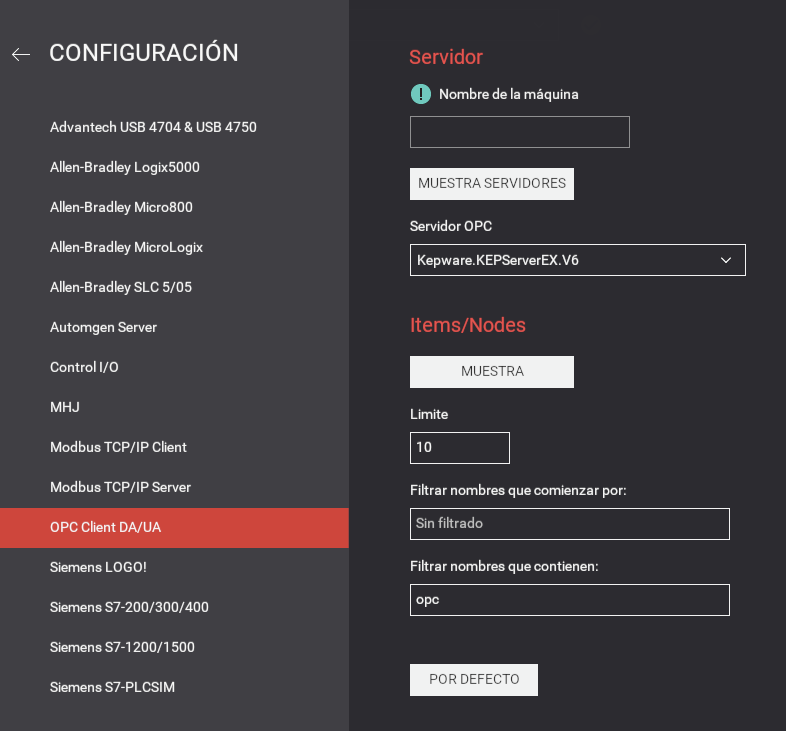 CONFIGURACIÓN
Advantech USB 4704 & USB 4750
Allen-Bradley Logix5000
Allen-Bradley Micro800
Allen-Bradley MicroLogix
Allen-Bradley SLC 5/05
Automgen Server
Control I/O
MHJ
Modbus TCP/IP Client
Modbus TCP/IP Server
OPC Client DA/UA
Siemens LOGO!
Siemens S7-200/300/400
Siemens S7-1200/1500
Siemens S7-PLCSIM
Servidor
! Nombre de la máquina
MUESTRA SERVIDORES
Servidor OPC
Kepware.KEPServerEX.V6
Items/Nodes
MUESTRA
Limite
10
Filtrar nombres que comienzar por:
Sin filtrado
Filtrar nombres que contienen:
opc
POR DEFECTO